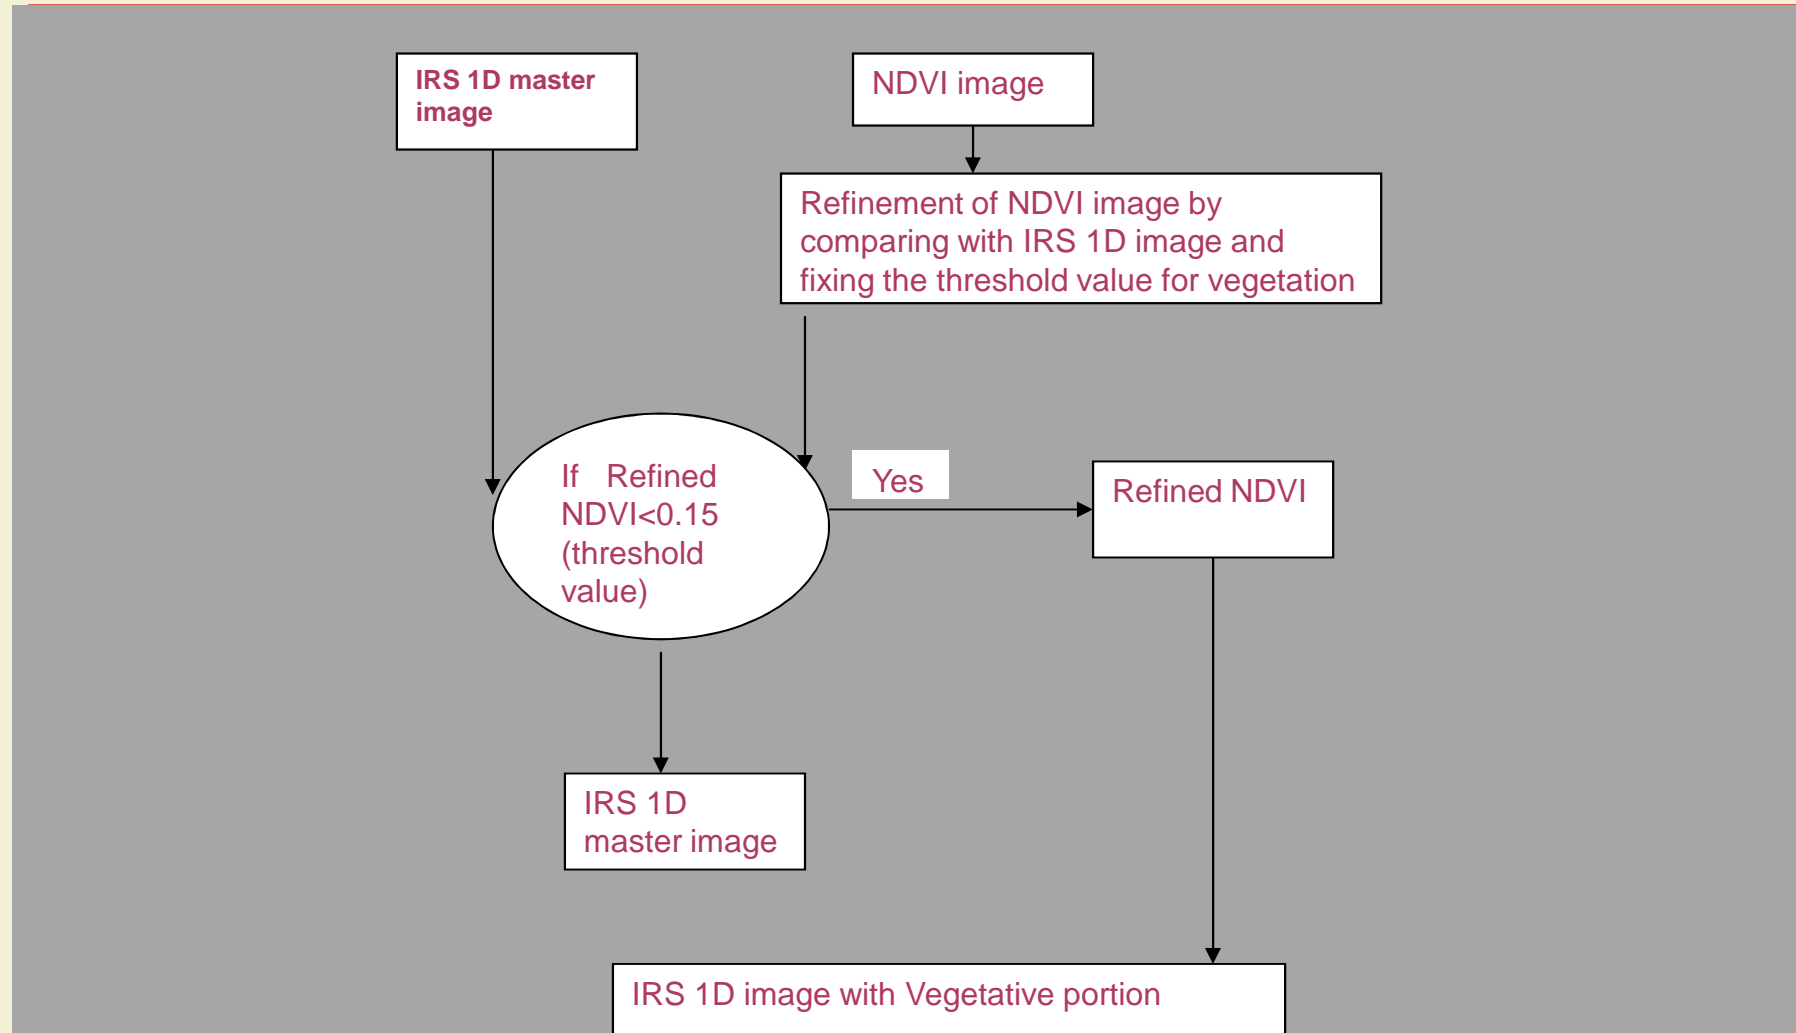 IRS 1D master
image
NDVI image
Refinement of NDVI image by
comparing with IRS 1D image and
fixing the threshold value for vegetation
If Refined
NDVI<0.15
(threshold
value)
Yes
Refined NDVI
IRS 1D
master image
IRS 1D image with Vegetative portion